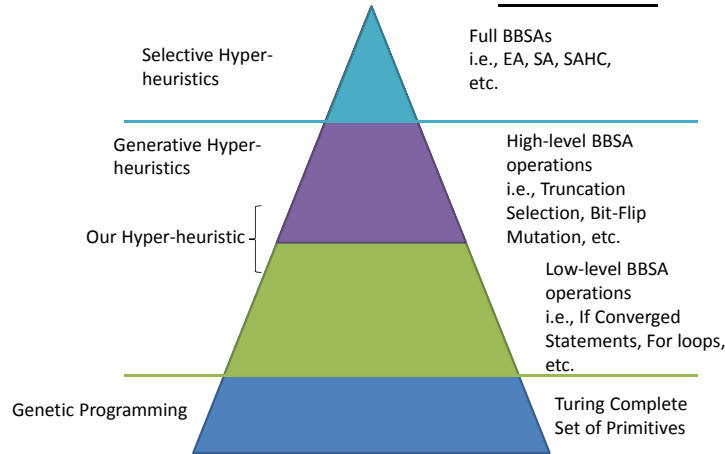 Selective Hyper-
heuristics
Full BBSAs
i.e., EA, SA, SAHC,
etc.
Generative Hyper-
heuristics
High-level BBSA
operations
i.e., Truncation
Selection, Bit-Flip
Mutation, etc.
Our Hyper-heuristic
Low-level BBSA
operations
i.e., If Converged
Statements, For loops,
etc.
Genetic Programming
Turing Complete
Set of Primitives